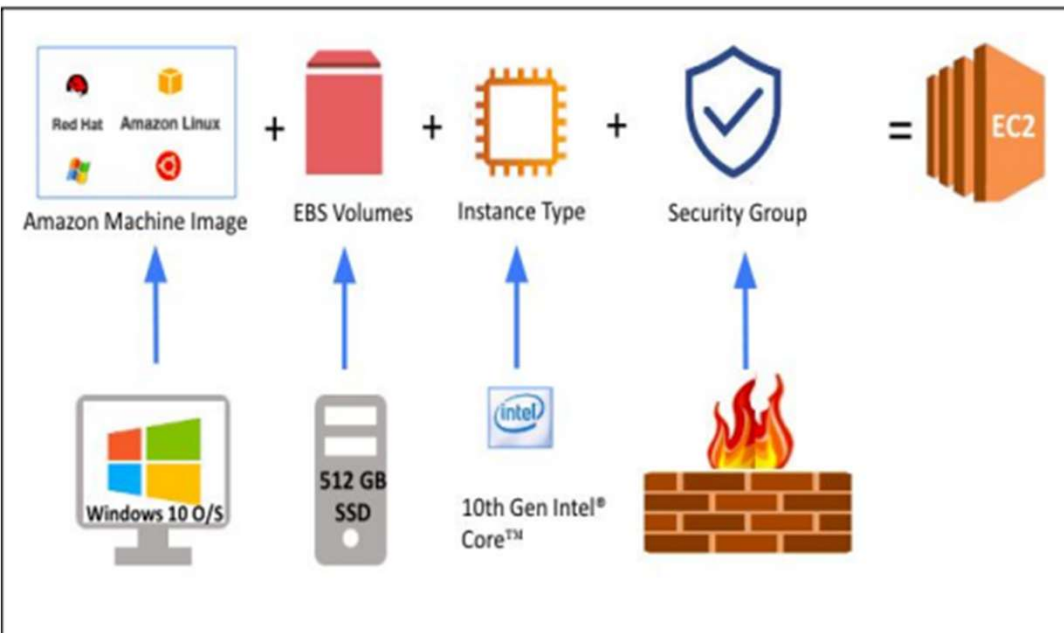 Red Hat Amazon Linux
Amazon Machine Image
+
EBS Volumes
+
Instance Type
+
Security Group
=
EC2
Windows 10 O/S
512 GB
SSD
intel
10th Gen Intel®
Core™